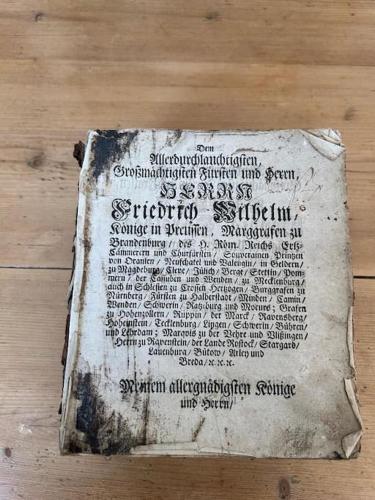 Dem
Allerdurchlauchtigsten,
Großmächtigsten Fürsten und Herrn,
HERRN
Friedrich Wilhelm,
Könige in Preussen, Marggrafen zu
Brandenburg / des H. Röm. Reichs Ertz-
Cämmerern und Churfürsten / Souverainen Printzen
von Oranien / Neufchatel und Valengin / in Geldern /
zu Magdeburg / Cleve / Jülich / Berge / Stettin / Pom-
mern / der Cassuben und Wenden / zu Mecklenburg /
auch in Schlesien zu Crossen Hertzogen / Burggrafen zu
Nürnberg / Fürsten zu Halberstadt / Minden / Camin /
Wenden / Schwerin / Ratzeburg und Moeurs ; Grafen
zu Hohenzollern / Ruppin / der Marck / Ravensberg /
Hohenstein / Tecklenburg / Lingen / Schwerin / Bühren /
und Lehrdam ; Marquis zu der Vehre und Vlißingen /
Herrn zu Ravenstein / der Lande Rostock / Stargard /
Lauenburg / Bütow / Arley und
Breda / ꝛc. ꝛc. ꝛc.
Meinem allergnädigsten Könige
und Herrn /